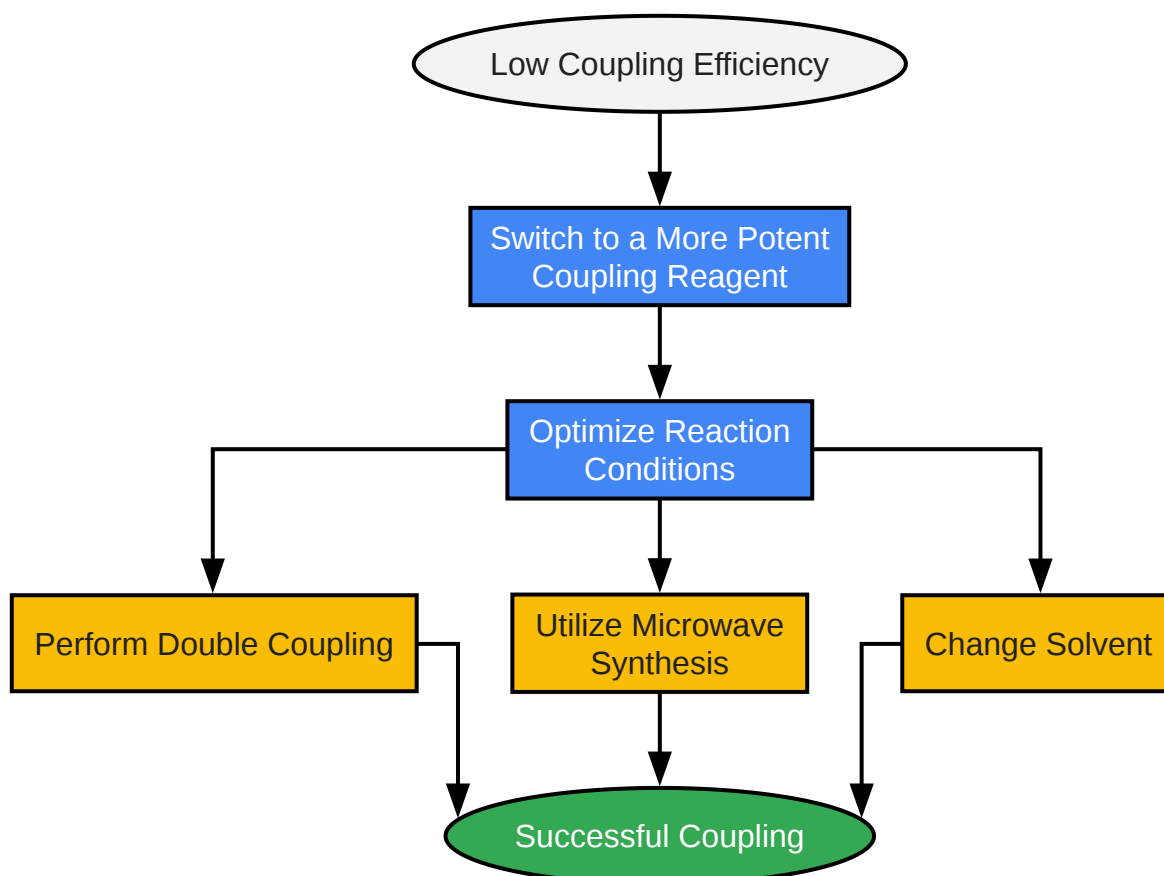 Low Coupling Efficiency
Switch to a More Potent
Coupling Reagent
Optimize Reaction
Conditions
Perform Double Coupling
Utilize Microwave
Synthesis
Change Solvent
Successful Coupling